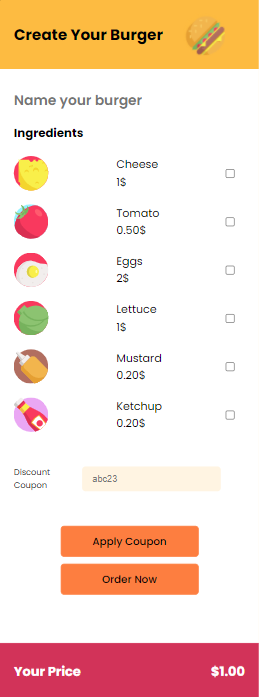 Create Your Burger
Name your burger
Ingredients
Cheese
1$
Tomato
0.50$
Eggs
2$
Lettuce
1$
Mustard
0.20$
Ketchup
0.20$
Discount
Coupon
abc23
Apply Coupon
Order Now
Your Price $1.00